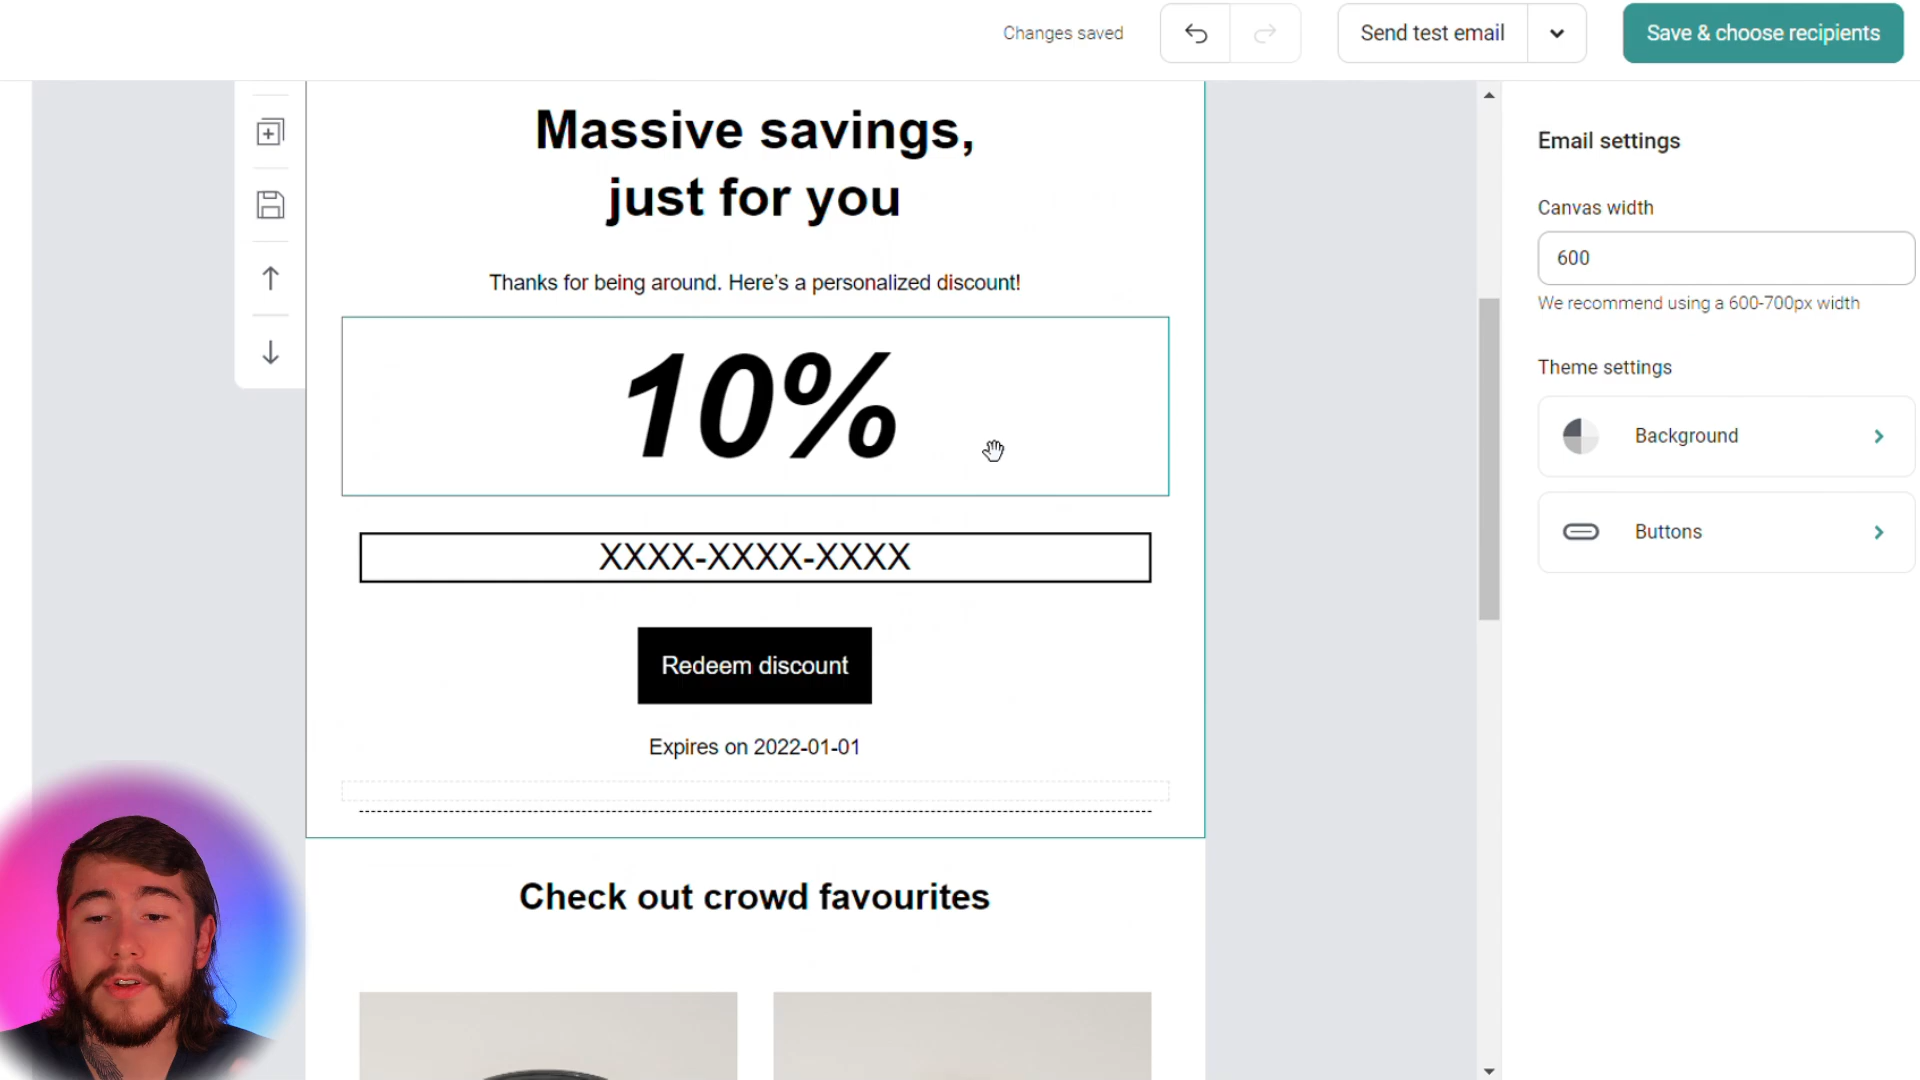 Changes saved
Send test email
Save & choose recipients
Massive savings,
just for you
Thanks for being around. Here's a personalized discount!
10%
XXXX-XXXX-XXXX
Redeem discount
Expires on 2022-01-01
Check out crowd favourites
Email settings
Canvas width
600
We recommend using a 600-700px width
Theme settings
Background
Buttons